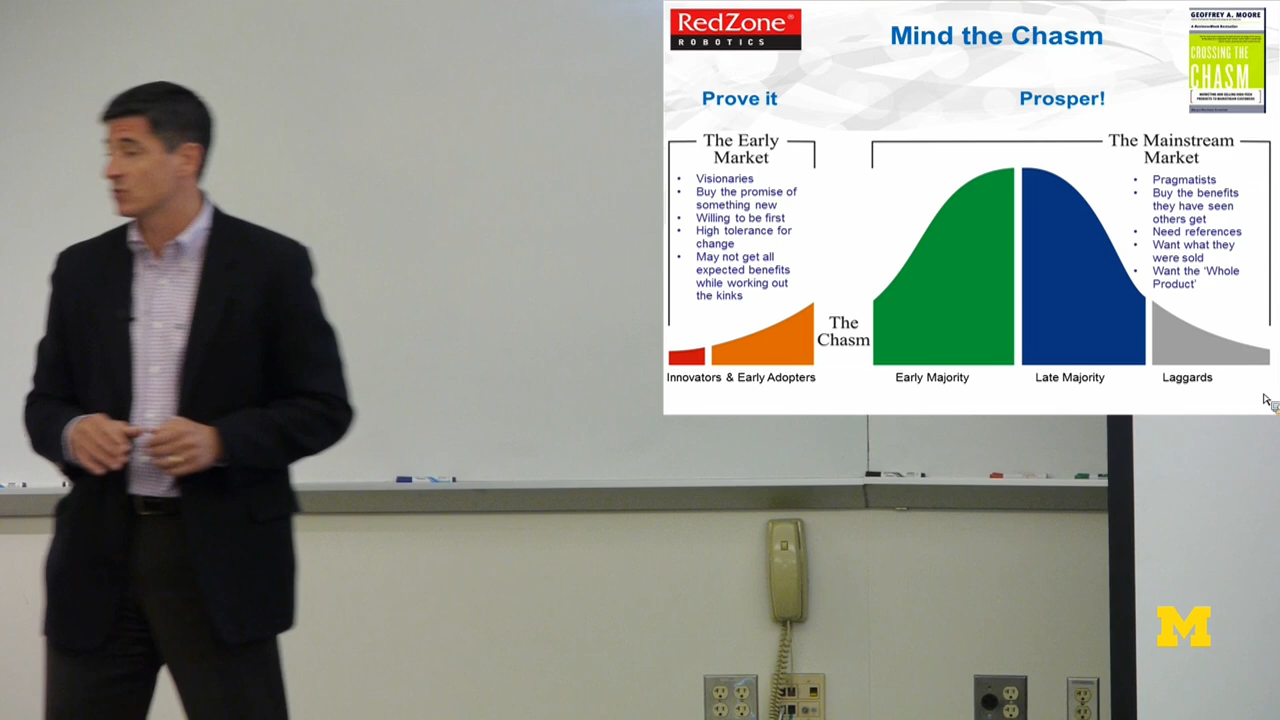 RedZone®
ROBOTICS
Mind the Chasm
GEOFFREY A. MOORE
CROSSING THE
CHASM
Prove it
Prosper!
The Early
Market
• Visionaries
• Buy the promise of
something new
• Willing to be first
• High tolerance for
change
• May not get all
expected benefits
while working out
the kinks
The
Chasm
The Mainstream
Market
• Pragmatists
• Buy the benefits
they have seen
others get
• Need references
• Want what they
were sold
• Want the ‘Whole
Product’
Innovators & Early Adopters
Early Majority
Late Majority
Laggards
M